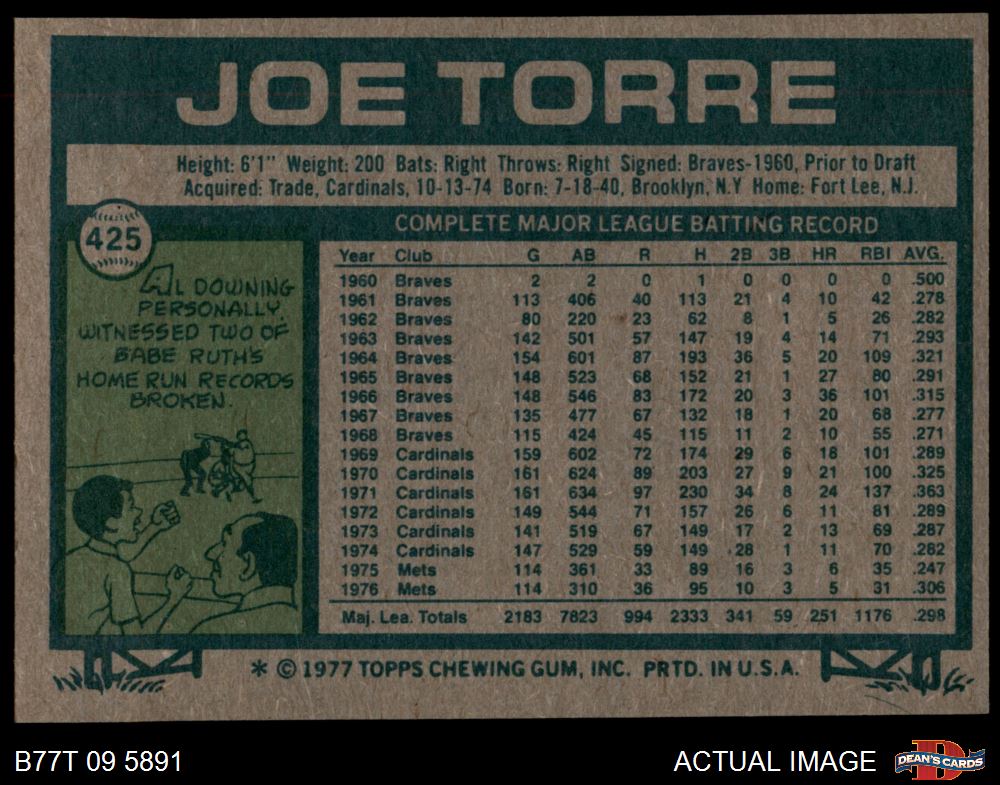 JOE TORRE
Height: 6'1" Weight: 200 Bats: Right Throws: Right Signed: Braves-1960, Prior to Draft
Acquired: Trade, Cardinals, 10-13-74 Born: 7-18-40, Brooklyn, N.Y Home: Fort Lee, N.J.
425
AL DOWNING
PERSONALLY
WITNESSED TWO OF
BABE RUTH'S
HOME RUN RECORDS
BROKEN.
COMPLETE MAJOR LEAGUE BATTING RECORD
Year Club G AB R H 2B 3B HR RBI AVG.
1960 Braves 2 2 0 1 0 0 0 0 .500
1961 Braves 113 406 40 113 21 4 10 42 .278
1962 Braves 80 220 23 62 8 1 5 26 .282
1963 Braves 142 501 57 147 19 4 14 71 .293
1964 Braves 154 601 87 193 36 5 20 109 .321
1965 Braves 148 523 68 152 21 1 27 80 .291
1966 Braves 148 546 83 172 20 3 36 101 .315
1967 Braves 135 477 67 132 18 1 20 68 .277
1968 Braves 115 424 45 115 11 2 10 55 .271
1969 Cardinals 159 602 72 174 29 6 18 101 .289
1970 Cardinals 161 624 89 203 27 9 21 100 .325
1971 Cardinals 161 634 97 230 34 8 24 137 .363
1972 Cardinals 149 544 71 157 26 6 11 81 .289
1973 Cardinals 141 519 67 149 17 2 13 69 .287
1974 Cardinals 147 529 59 149 28 1 11 70 .282
1975 Mets 114 361 33 89 16 3 6 35 .247
1976 Mets 114 310 36 95 10 3 5 31 .306
Maj. Lea. Totals 2183 7823 994 2333 341 59 251 1176 .298
* © 1977 TOPPS CHEWING GUM, INC. PRTD. IN U.S.A.
B77T 09 5891
ACTUAL IMAGE
D
DEAN'S CARDS